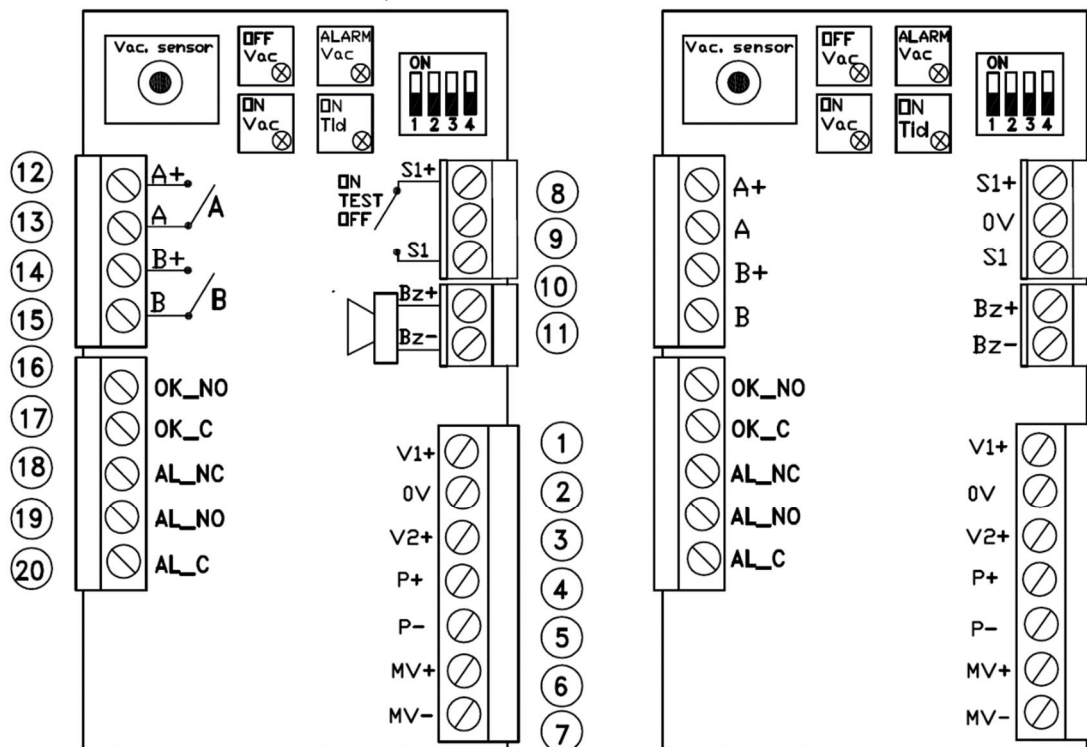 Vac. sensor
OFF
Vac
ALARM
Vac
ON
Vac
ON
Tld
ON
1 2 3 4
12
13
14
15
16
17
18
19
20
A+
A
A
B+
B
B
OK_NO
OK_C
AL_NC
AL_NO
AL_C
ON
TEST
OFF
S1+
S1
Bz+
Bz-
8
9
10
11
V1+
0V
V2+
P+
P-
MV+
MV-
1
2
3
4
5
6
7
Vac. sensor
OFF
Vac
ALARM
Vac
ON
Vac
ON
Tld
ON
1 2 3 4
A+
A
B+
B
OK_NO
OK_C
AL_NC
AL_NO
AL_C
S1+
0V
S1
Bz+
Bz-
V1+
0V
V2+
P+
P-
MV+
MV-